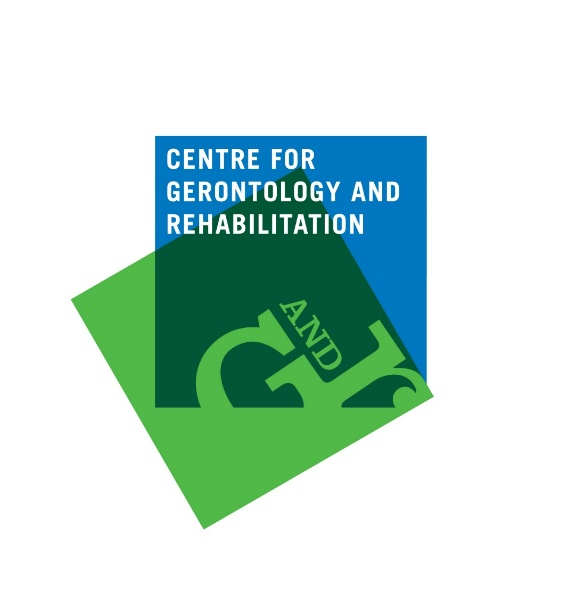 CENTRE FOR
GERONTOLOGY AND
REHABILITATION
G AND r